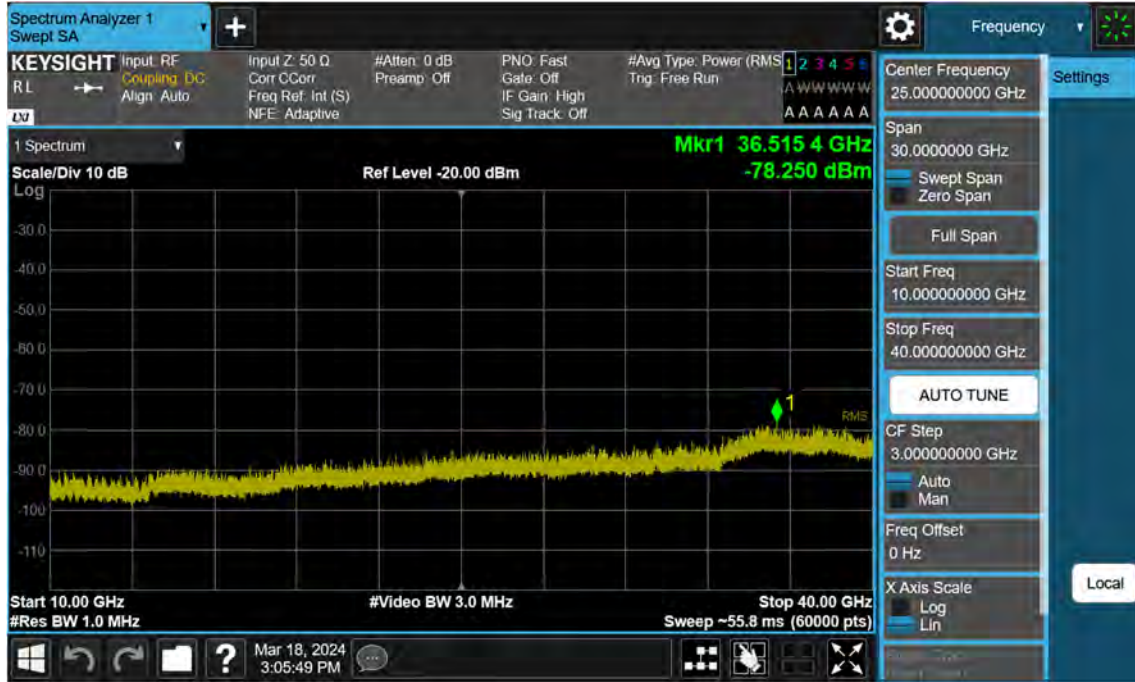 Spectrum Analyzer 1
Swept SA
Frequency
KEYSIGHT
RL
LXI
Input: RF
Coupling: DC
Align: Auto
Input Z: 50 Ω
Corr CCorr
Freq Ref: Int (S)
NFE: Adaptive
#Atten: 0 dB
Preamp: Off
PNO: Fast
Gate: Off
IF Gain: High
Sig Track: Off
#Avg Type: Power (RMS
Trig: Free Run
1 2 3 4 5 6
A W W W W W
A A A A A A
1 Spectrum
Scale/Div 10 dB
Log
Ref Level -20.00 dBm
Mkr1 36.515 4 GHz
-78.250 dBm
-30.0
-40.0
-50.0
-60.0
-70.0
-80.0
-90.0
-100
-110
1
RMS
Start 10.00 GHz
#Res BW 1.0 MHz
#Video BW 3.0 MHz
Stop 40.00 GHz
Sweep ~55.8 ms (60000 pts)
Center Frequency
25.000000000 GHz
Span
30.0000000 GHz
Swept Span
Zero Span
Full Span
Start Freq
10.000000000 GHz
Stop Freq
40.000000000 GHz
AUTO TUNE
CF Step
3.000000000 GHz
Auto
Man
Freq Offset
0 Hz
X Axis Scale
Log
Lin
Settings
Local
?
Mar 18, 2024
3:05:49 PM